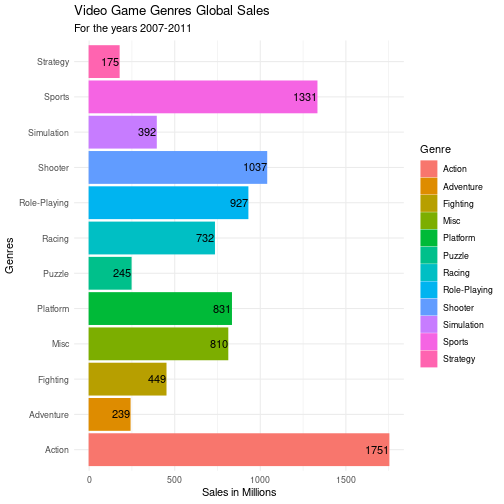 Video Game Genres Global Sales
For the years 2007-2011
Genres
Strategy 175
Sports 1331
Simulation 392
Shooter 1037
Role-Playing 927
Racing 732
Puzzle 245
Platform 831
Misc 810
Fighting 449
Adventure 239
Action 1751
0 500 1000 1500
Sales in Millions
Genre
Action
Adventure
Fighting
Misc
Platform
Puzzle
Racing
Role-Playing
Shooter
Simulation
Sports
Strategy